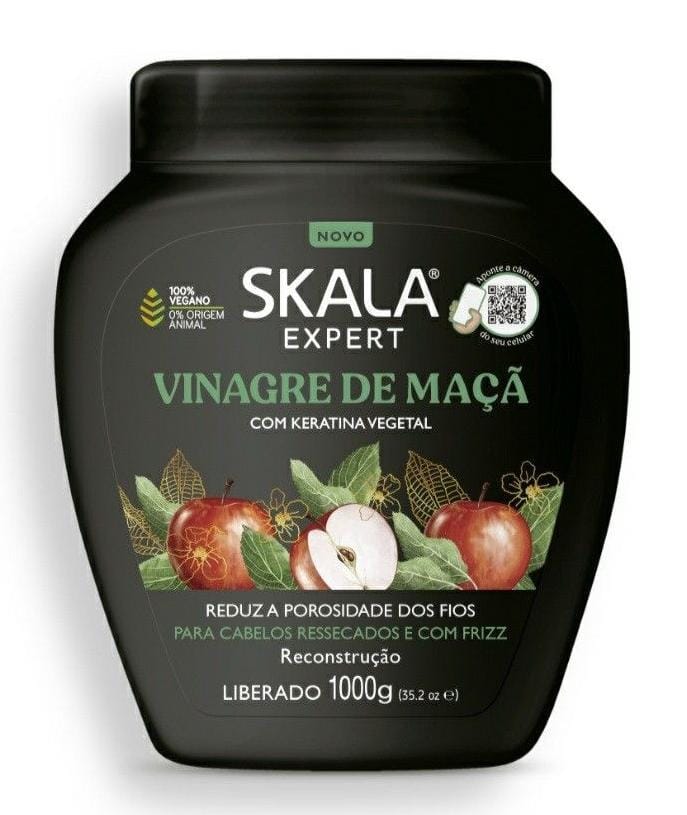 NOVO
SKALA®
EXPERT
100%
VEGANO
0% ORIGEM
ANIMAL
Aponte a câmera
do seu celular
VINAGRE DE MAÇÃ
COM KERATINA VEGETAL
REDUZ A POROSIDADE DOS FIOS
PARA CABELOS RESSECADOS E COM FRIZZ
Reconstrução
LIBERADO 1000g (35.2 oz ℮)